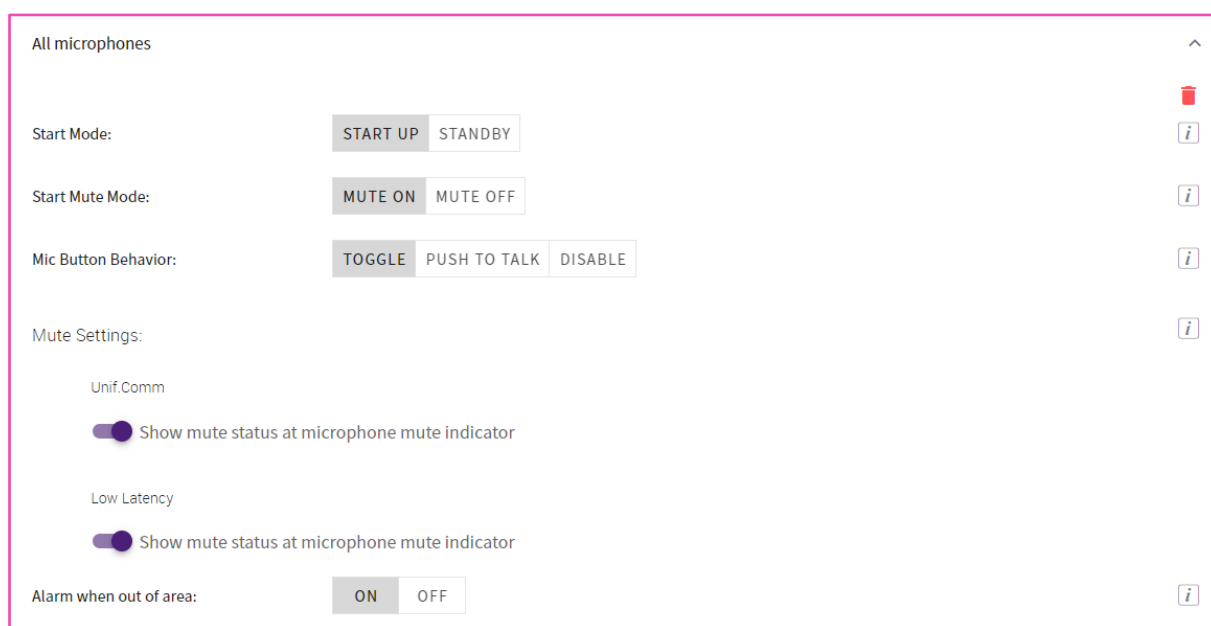 All microphones
Start Mode: START UP STANDBY
i
Start Mute Mode: MUTE ON MUTE OFF
i
Mic Button Behavior: TOGGLE PUSH TO TALK DISABLE
i
Mute Settings:
i
Unif.Comm
Show mute status at microphone mute indicator
Low Latency
Show mute status at microphone mute indicator
Alarm when out of area: ON OFF
i